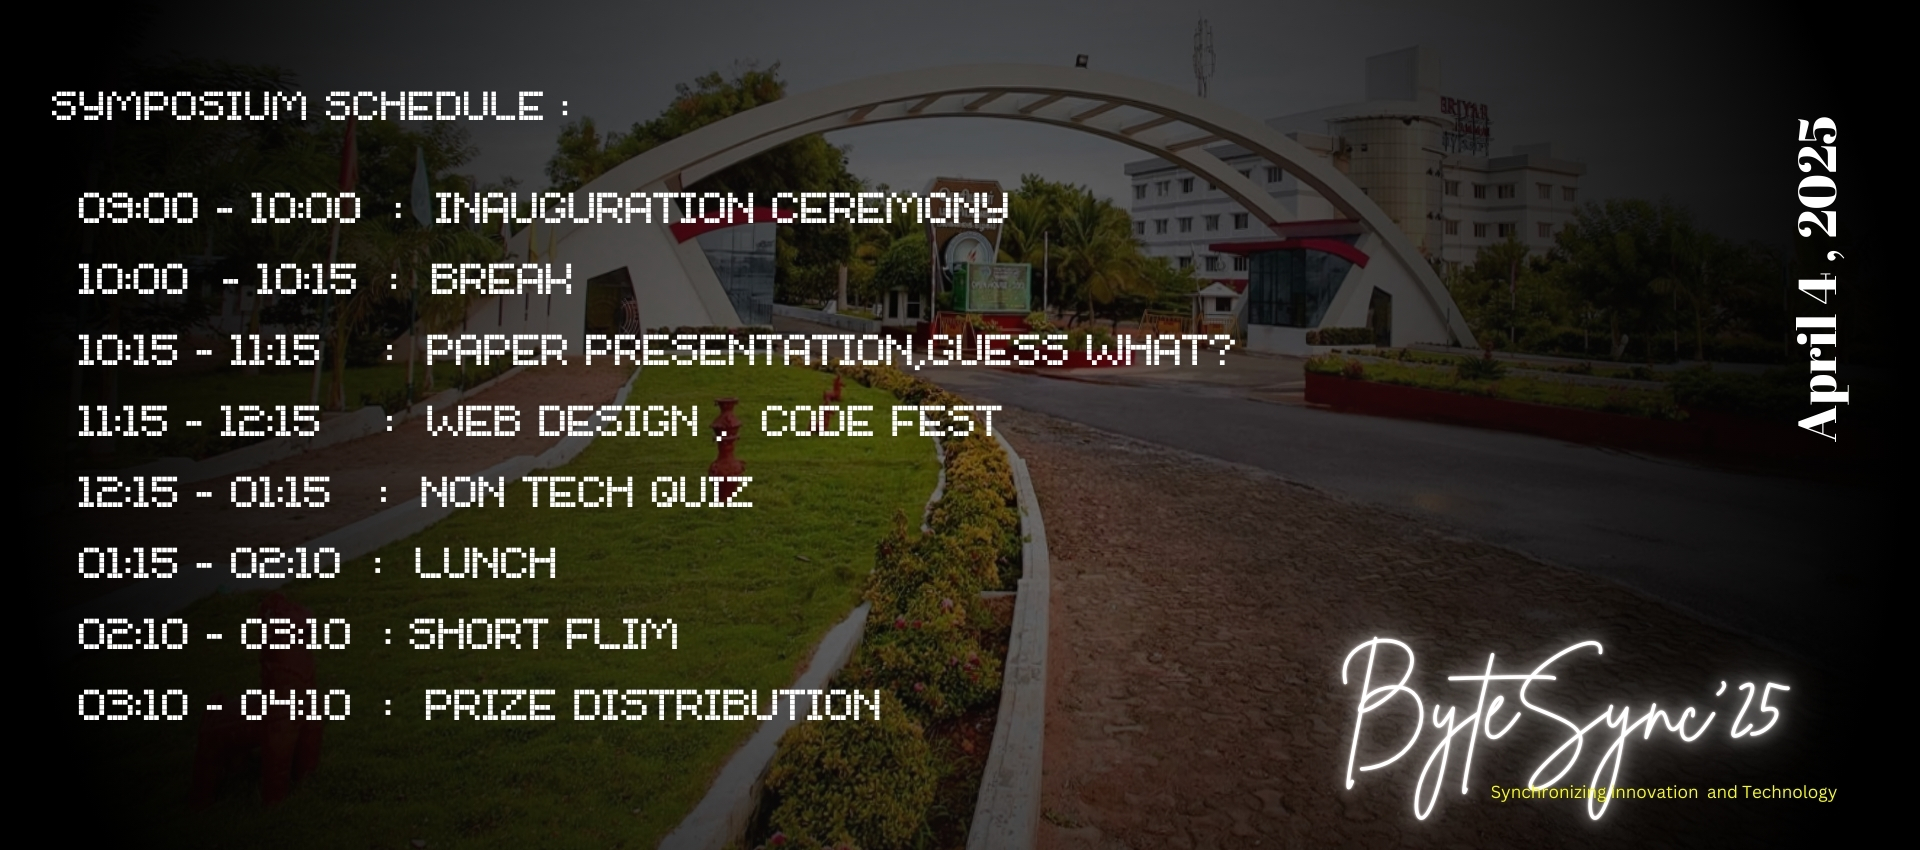 SYMPOSIUM SCHEDULE :
09:00 - 10:00 : INAUGURATION CEREMONY
10:00 - 10:15 : BREAK
10:15 - 11:15 : PAPER PRESENTATION,GUESS WHAT?
11:15 - 12:15 : WEB DESIGN , CODE FEST
12:15 - 01:15 : NON TECH QUIZ
01:15 - 02:10 : LUNCH
02:10 - 03:10 : SHORT FLIM
03:10 - 04:10 : PRIZE DISTRIBUTION
April 4 , 2025
ByteSync'25
Synchronizing Innovation and Technology